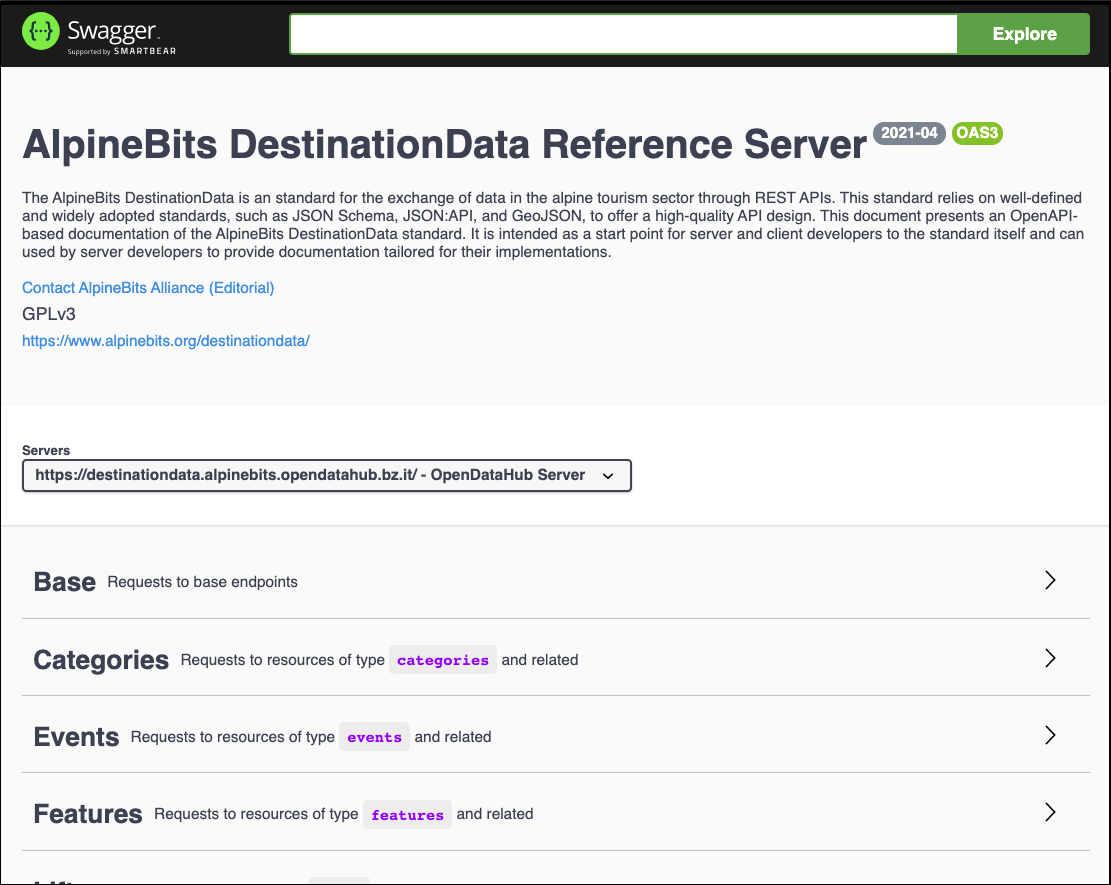 Swagger
Supported by SMARTBEAR
Explore
AlpineBits DestinationData Reference Server 2021-04 OAS3
The AlpineBits DestinationData is an standard for the exchange of data in the alpine tourism sector through REST APIs. This standard relies on well-defined
and widely adopted standards, such as JSON Schema, JSON:API, and GeoJSON, to offer a high-quality API design. This document presents an OpenAPI-
based documentation of the AlpineBits DestinationData standard. It is intended as a start point for server and client developers to the standard itself and can
used by server developers to provide documentation tailored for their implementations.
Contact AlpineBits Alliance (Editorial)
GPLv3
https://www.alpinebits.org/destinationdata/
Servers
https://destinationdata.alpinebits.opendatahub.bz.it/ - OpenDataHub Server
Base Requests to base endpoints
Categories Requests to resources of type categories and related
Events Requests to resources of type events and related
Features Requests to resources of type features and related